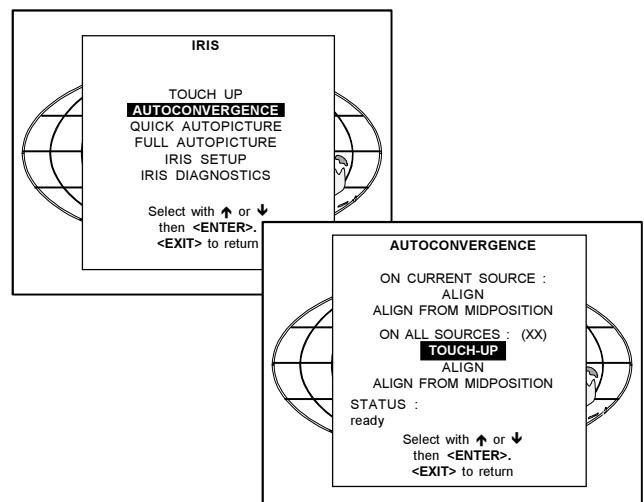 IRIS
TOUCH UP
AUTOCONVERGENCE
QUICK AUTOPICTURE
FULL AUTOPICTURE
IRIS SETUP
IRIS DIAGNOSTICS
Select with ↑ or ↓
then <ENTER>.
<EXIT> to return
AUTOCONVERGENCE
ON CURRENT SOURCE :
ALIGN
ALIGN FROM MIDPOSITION
ON ALL SOURCES : (XX)
TOUCH-UP
ALIGN
ALIGN FROM MIDPOSITION
STATUS :
ready
Select with ↑ or ↓
then <ENTER>.
<EXIT> to return